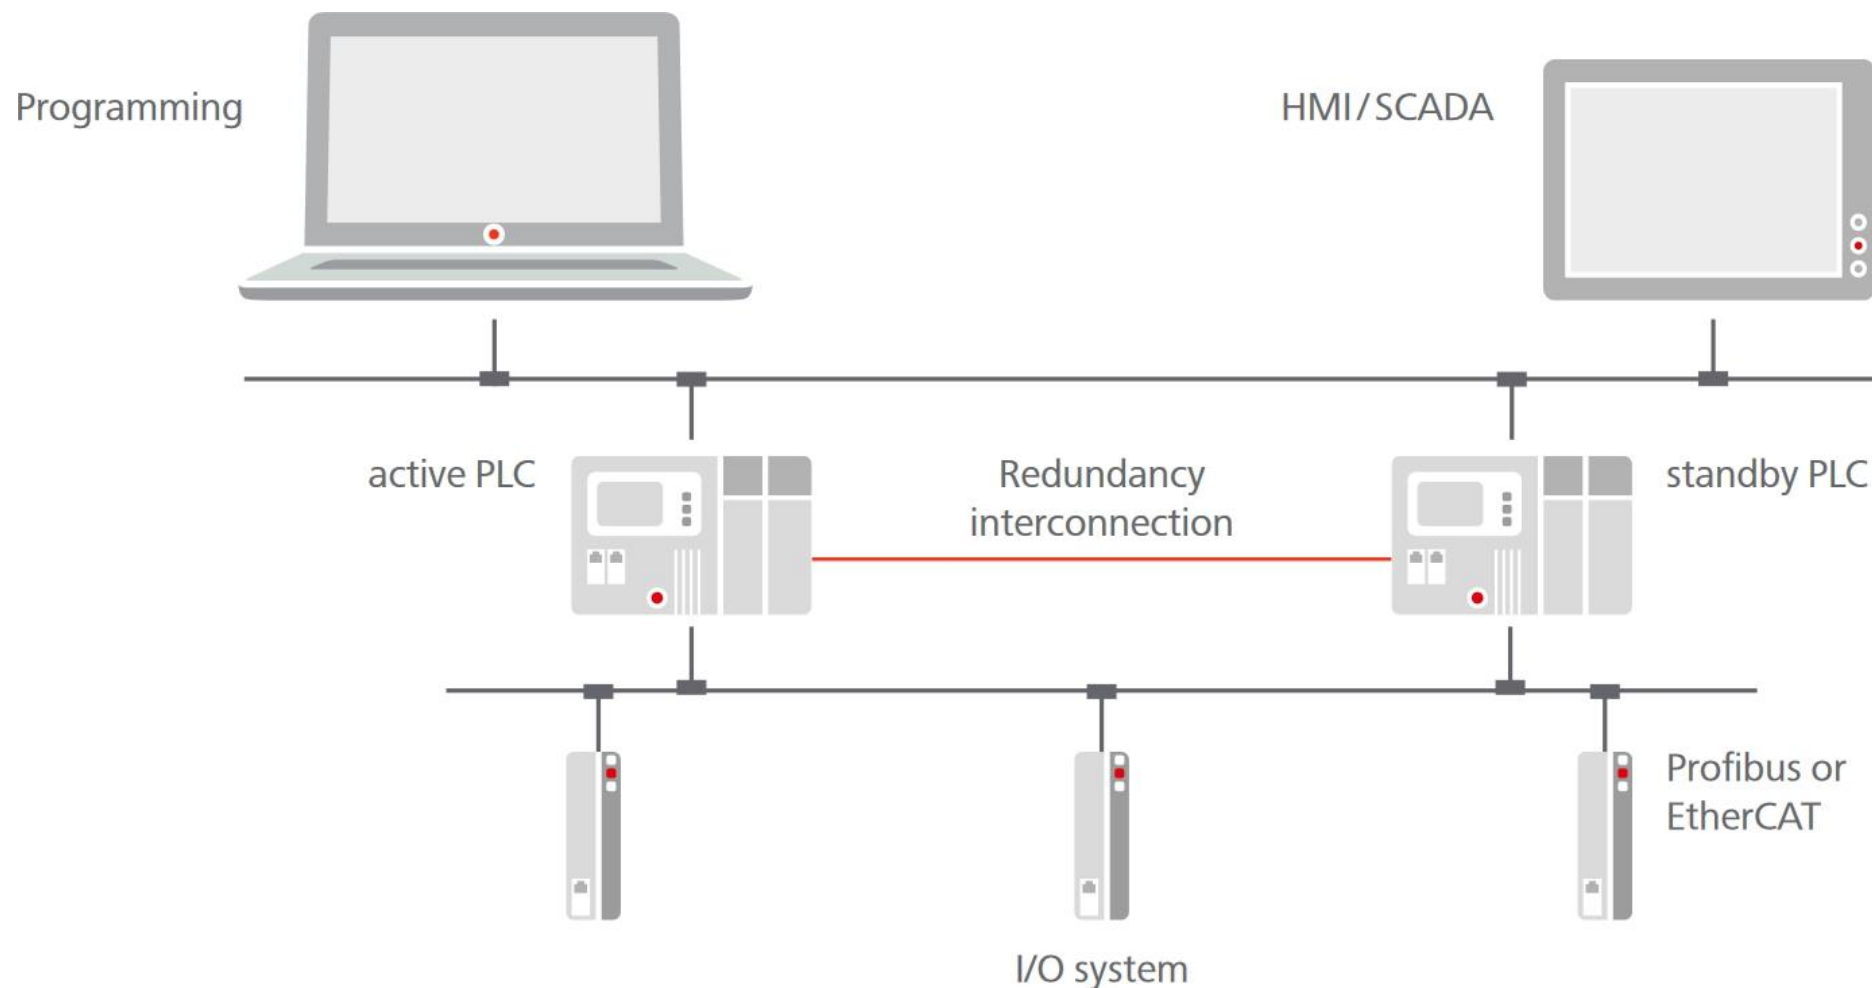 Programming
HMI/SCADA
active PLC
Redundancy
interconnection
standby PLC
Profibus or
EtherCAT
I/O system